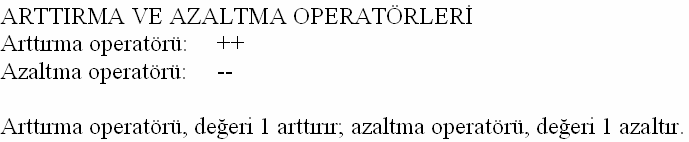 ARTTIRMA VE AZALTMA OPERATÖRLERİ
Arttırma operatörü: ++
Azaltma operatörü: --
Arttırma operatörü, değeri 1 arttırır; azaltma operatörü, değeri 1 azaltır.